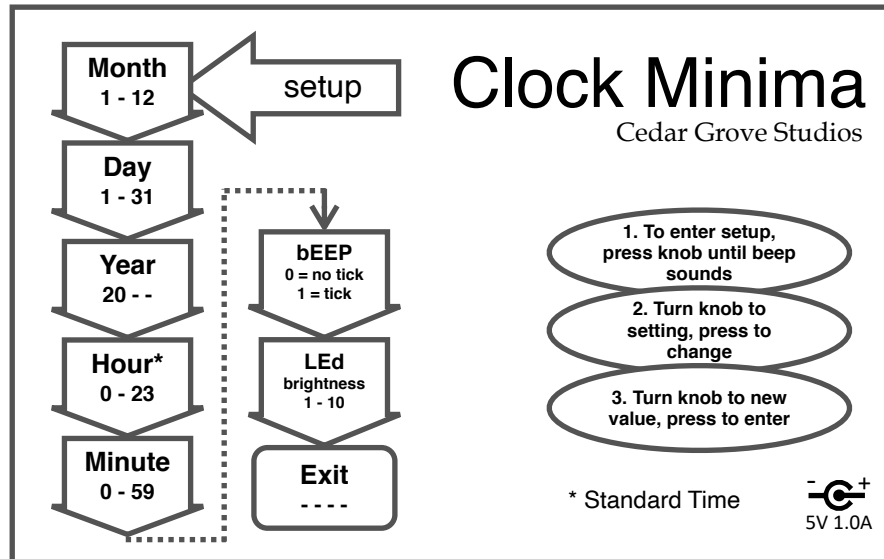 Clock Minima
Cedar Grove Studios
setup
Month
1 - 12
Day
1 - 31
Year
20 - -
Hour*
0 - 23
Minute
0 - 59
bEEP
0 = no tick
1 = tick
LEd
brightness
1 - 10
Exit
- - - -
1. To enter setup,
press knob until beep
sounds
2. Turn knob to
setting, press to
change
3. Turn knob to new
value, press to enter
* Standard Time
- +
5V 1.0A